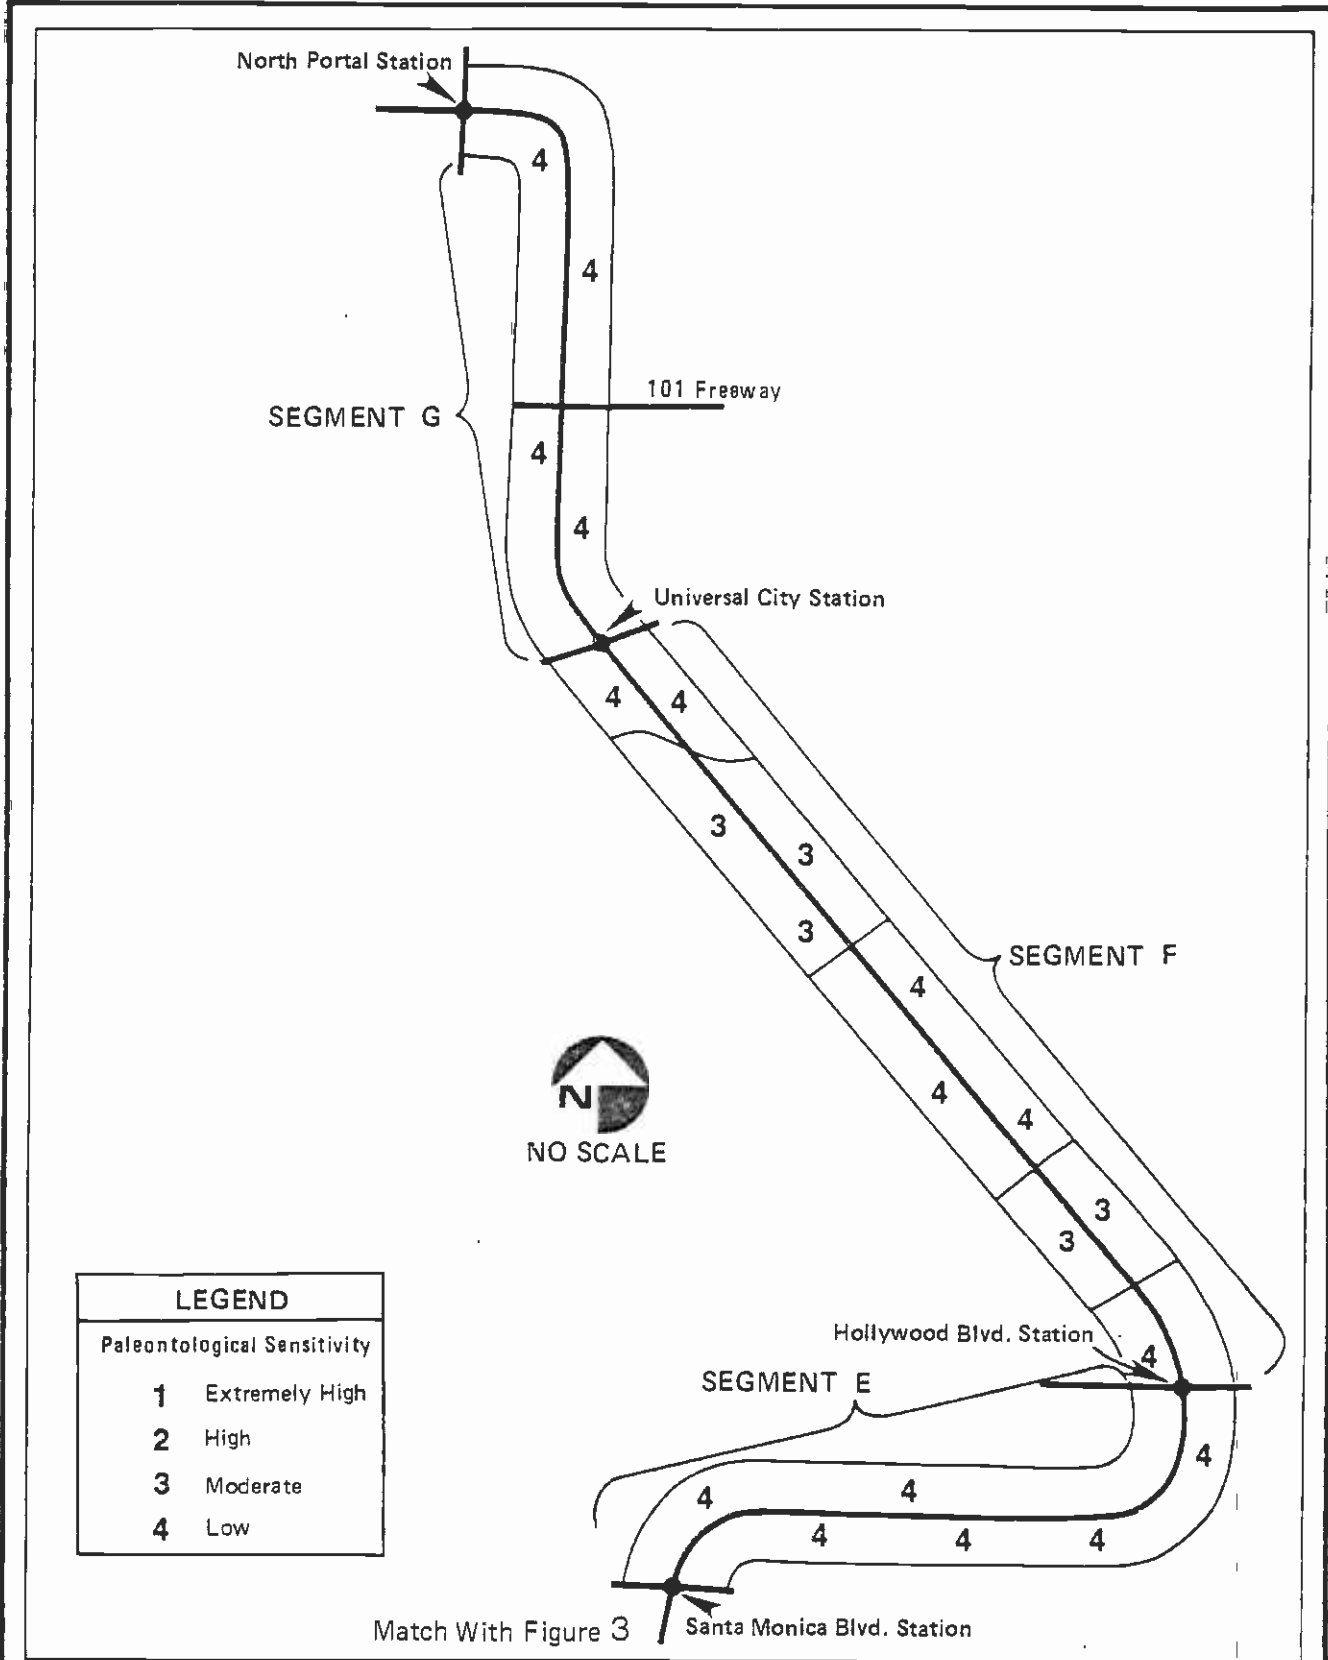 North Portal Station
4
4
101 Freeway
SEGMENT G
4
4
Universal City Station
4
4
3
3
3
SEGMENT F
4
4
4
N
NO SCALE
3
3
LEGEND
Paleontological Sensitivity
1 Extremely High
2 High
3 Moderate
4 Low
Hollywood Blvd. Station
4
SEGMENT E
4
4
4
4
4
4
Match With Figure 3
Santa Monica Blvd. Station